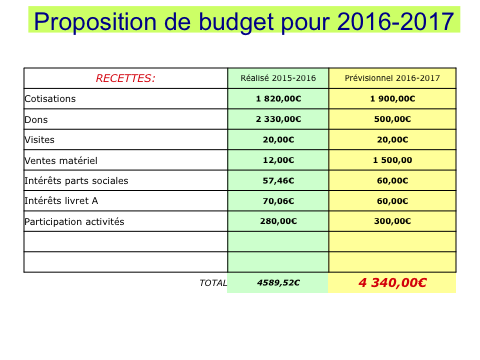 Proposition de budget pour 2016-2017
RECETTES: Réalisé 2015-2016 Prévisionnel 2016-2017
Cotisations 1 820,00€ 1 900,00€
Dons 2 330,00€ 500,00€
Visites 20,00€ 20,00€
Ventes matériel 12,00€ 1 500,00
Intérêts parts sociales 57,46€ 60,00€
Intérêts livret A 70,06€ 60,00€
Participation activités 280,00€ 300,00€
TOTAL 4589,52€ 4 340,00€